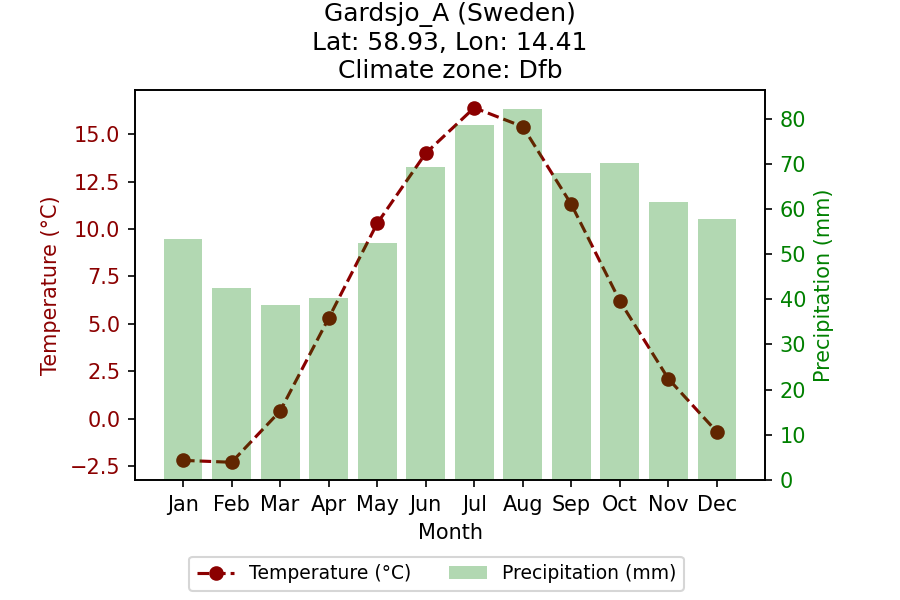 Gardsjo_A (Sweden)
Lat: 58.93, Lon: 14.41
Climate zone: Dfb
Temperature (°C)
15.0
12.5
10.0
7.5
5.0
2.5
0.0
−2.5
80
70
60
50
40
30
20
10
0
Precipitation (mm)
Jan Feb Mar Apr May Jun Jul Aug Sep Oct Nov Dec
Month
Temperature (°C) Precipitation (mm)